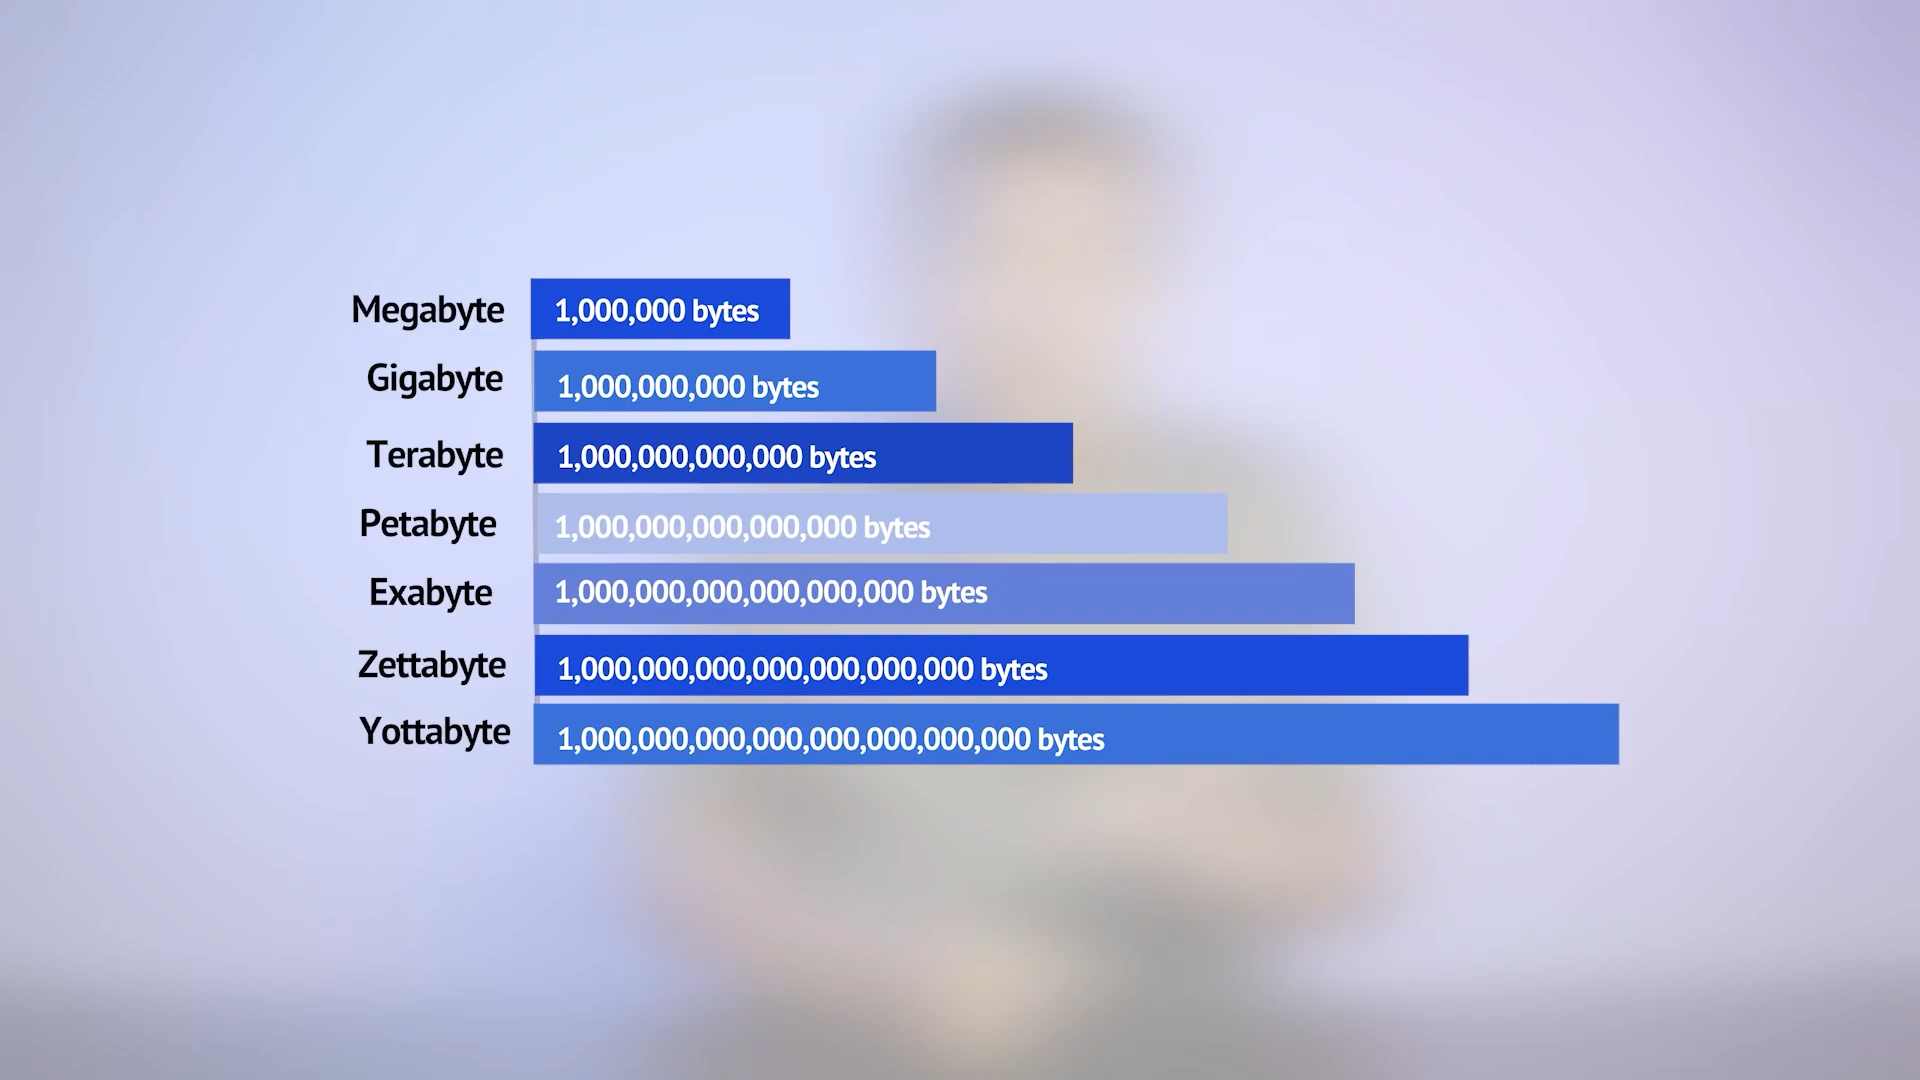 Megabyte 1,000,000 bytes
Gigabyte 1,000,000,000 bytes
Terabyte 1,000,000,000,000 bytes
Petabyte 1,000,000,000,000,000 bytes
Exabyte 1,000,000,000,000,000,000 bytes
Zettabyte 1,000,000,000,000,000,000,000 bytes
Yottabyte 1,000,000,000,000,000,000,000,000 bytes